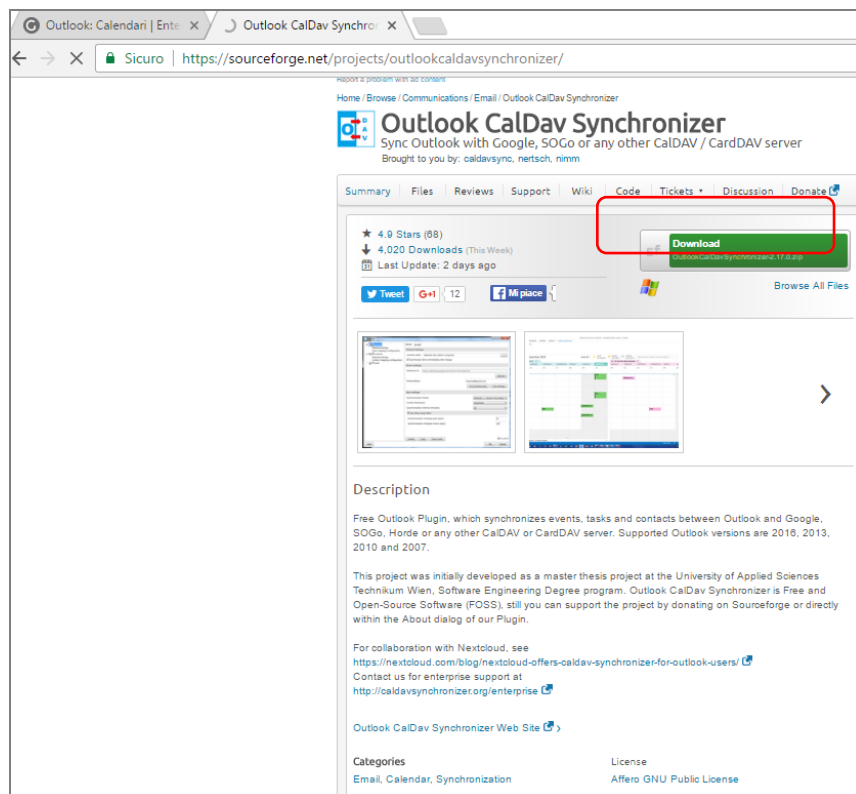 Outlook: Calendari | Ente
Outlook CalDav Synchror
Sicuro | https://sourceforge.net/projects/outlookcaldavsynchronizer/
Report a problem with ad content
Home / Browse / Communications / Email / Outlook CalDav Synchronizer
Outlook CalDav Synchronizer
Sync Outlook with Google, SOGo or any other CalDAV / CardDAV server
Brought to you by: caldavsync, nertsch, nimm
Summary Files Reviews Support Wiki Code Tickets Discussion Donate
4.9 Stars (68)
4,020 Downloads (This Week)
Last Update: 2 days ago
Download
OutlookCalDavSynchronizer-2.17.0.zip
Browse All Files
Tweet G+1 12 Mi piace
Description
Free Outlook Plugin, which synchronizes events, tasks and contacts between Outlook and Google,
SOGo, Horde or any other CalDAV or CardDAV server. Supported Outlook versions are 2016, 2013,
2010 and 2007.
This project was initially developed as a master thesis project at the University of Applied Sciences
Technikum Wien, Software Engineering Degree program. Outlook CalDav Synchronizer is Free and
Open-Source Software (FOSS), still you can support the project by donating on Sourceforge or directly
within the About dialog of our Plugin.
For collaboration with Nextcloud, see
https://nextcloud.com/blog/nextcloud-offers-caldav-synchronizer-for-outlook-users/
Contact us for enterprise support at
http://caldavsynchronizer.org/enterprise
Outlook CalDav Synchronizer Web Site
Categories
License
Email, Calendar, Synchronization
Affero GNU Public License